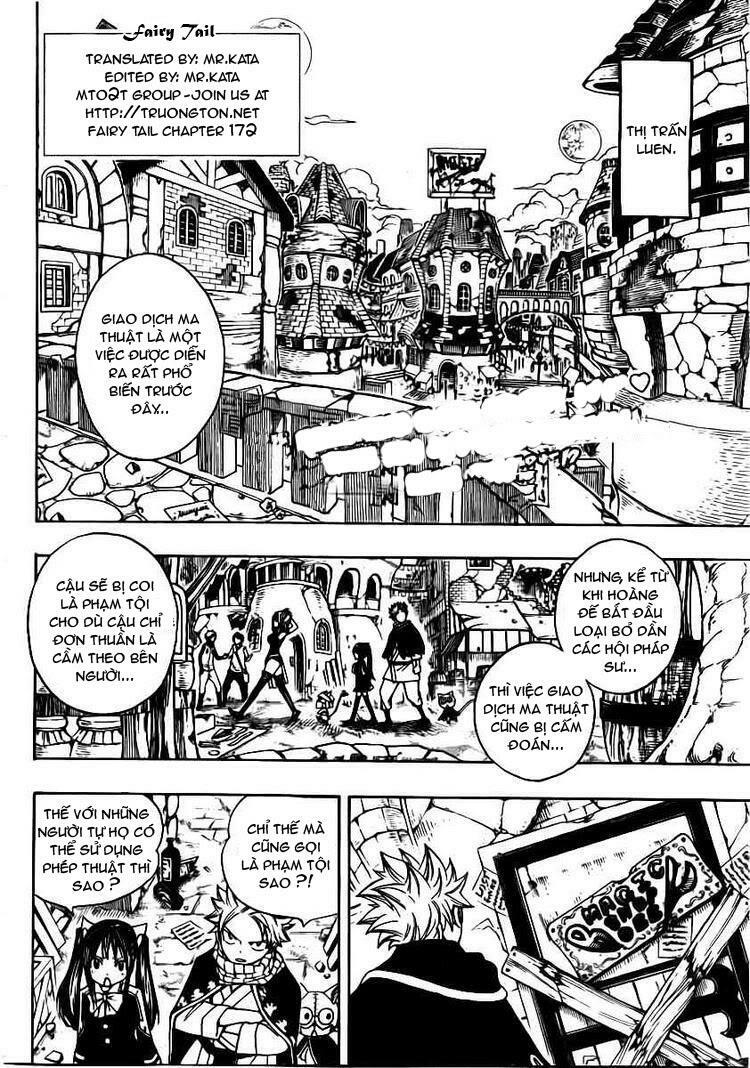 Fairy Tail
TRANSLATED BY: MR.KATA
EDITED BY: MR.KATA
MTO2T GROUP -JOIN US AT
HTTP://TRUONGTON.NET
FAIRY TAIL CHAPTER 172
THỊ TRẤN
LUEN.
GIAO DỊCH MA
THUẬT LÀ MỘT
VIỆC ĐƯỢC DIỄN
RA RẤT PHỔ
BIẾN TRƯỚC
ĐÂY...
NHƯNG, KỂ TỪ
KHI HOÀNG
ĐẾ BẮT ĐẦU
LOẠI BỎ DẦN
CÁC HỘI PHÁP
SƯ...
THÌ VIỆC GIAO
DỊCH MA THUẬT
CŨNG BỊ CẤM
ĐOÁN...
CẬU SẼ BỊ COI
LÀ PHẠM TỘI
CHO DÙ CẬU CHỈ
ĐƠN THUẦN LÀ
CẦM THEO BÊN
NGƯỜI...
THẾ VỚI NHỮNG
NGƯỜI TỰ HỌ CÓ
THỂ SỬ DỤNG
PHÉP THUẬT THÌ
SAO ?
CHỈ THẾ MÀ
CŨNG GỌI
LÀ PHẠM TỘI
SAO ?!
MAGIC